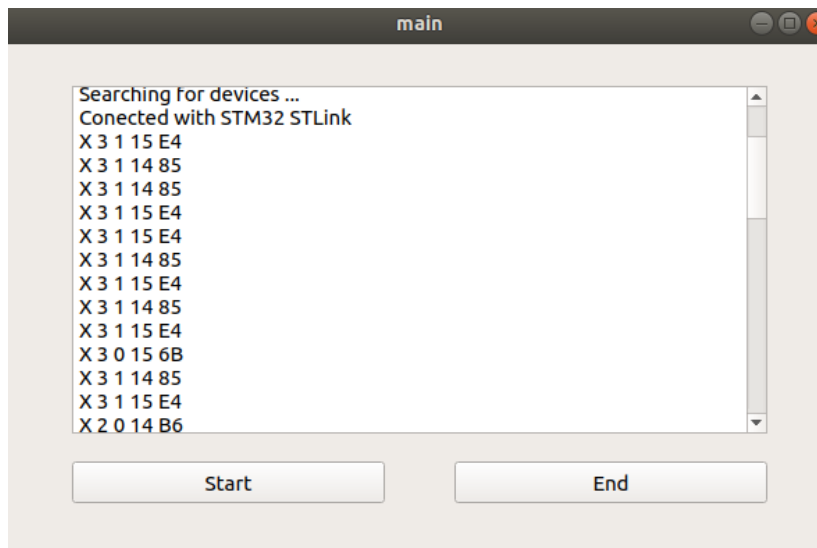 main
Searching for devices ...
Conected with STM32 STLink
X 3 1 15 E4
X 3 1 14 85
X 3 1 14 85
X 3 1 15 E4
X 3 1 15 E4
X 3 1 14 85
X 3 1 15 E4
X 3 1 14 85
X 3 1 15 E4
X 3 0 15 6B
X 3 1 14 85
X 3 1 15 E4
X 2 0 14 B6
Start
End